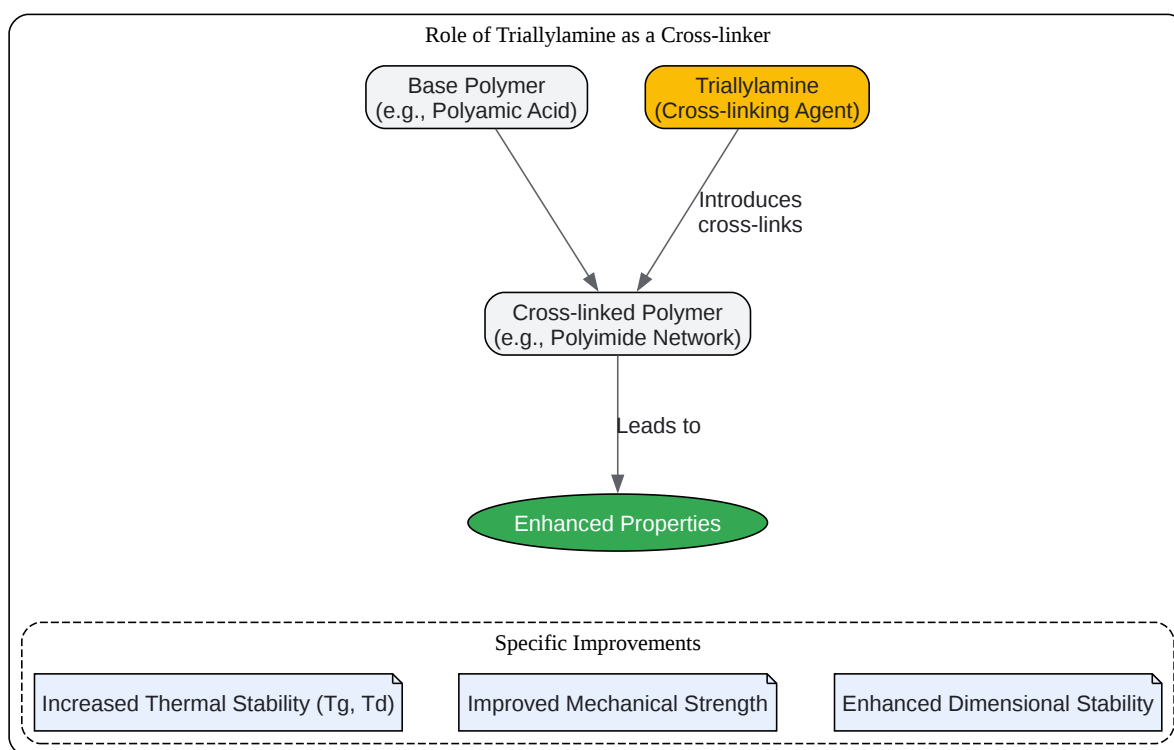 Role of Triallylamine as a Cross-linker
Base Polymer
(e.g., Polyamic Acid)
Triallylamine
(Cross-linking Agent)
Introduces
cross-links
Cross-linked Polymer
(e.g., Polyimide Network)
Leads to
Enhanced Properties
Specific Improvements
Increased Thermal Stability (Tg, Td)
Improved Mechanical Strength
Enhanced Dimensional Stability